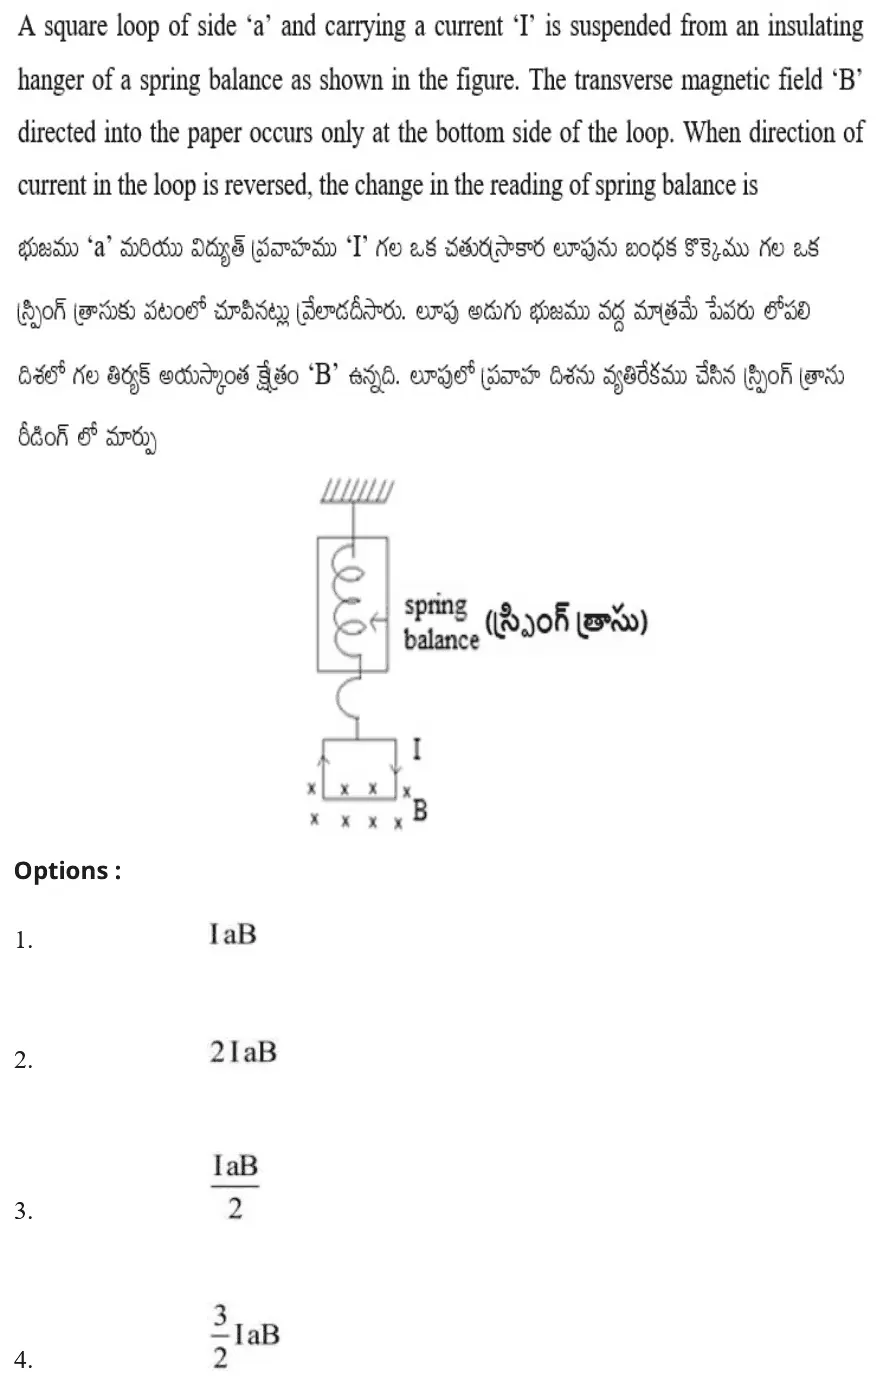 A square loop of side ‘a’ and carrying a current ‘I’ is suspended from an insulating
hanger of a spring balance as shown in the figure. The transverse magnetic field ‘B’
directed into the paper occurs only at the bottom side of the loop. When direction of
current in the loop is reversed, the change in the reading of spring balance is
భుజము ‘a’ మరియు విద్యుత్ ప్రవాహము ‘I’ గల ఒక చతురస్రాకార లూపును బంధక కొక్కెము గల ఒక
స్ప్రింగ్ త్రాసుకు పటంలో చూపినట్లు వ్రేలాడదీసారు. లూపు అడుగు భుజము వద్ద మాత్రమే పేపరు లోపలి
దిశలో గల తిర్యక్ అయస్కాంత క్షేత్రం ‘B’ ఉన్నది. లూపులో ప్రవాహ దిశను వ్యతిరేకము చేసిన స్ప్రింగ్ త్రాసు
రీడింగ్ లో మార్పు
spring
balance (స్ప్రింగ్ త్రాసు)
I
x x x x
B
x x x x
Options :
1. IaB
2. 2IaB
3. IaB/2
4. 3/2 IaB